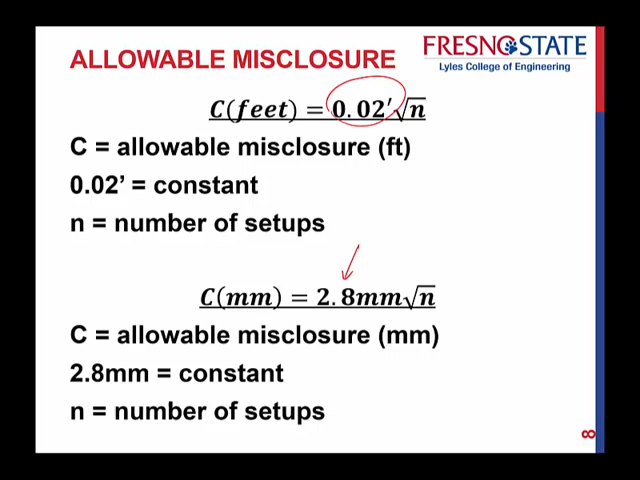 ALLOWABLE MISCLOSURE
FRESNO STATE
Lyles College of Engineering
C(feet) = 0.02′√n
C = allowable misclosure (ft)
0.02’ = constant
n = number of setups
C(mm) = 2.8mm√n
C = allowable misclosure (mm)
2.8mm = constant
n = number of setups
8